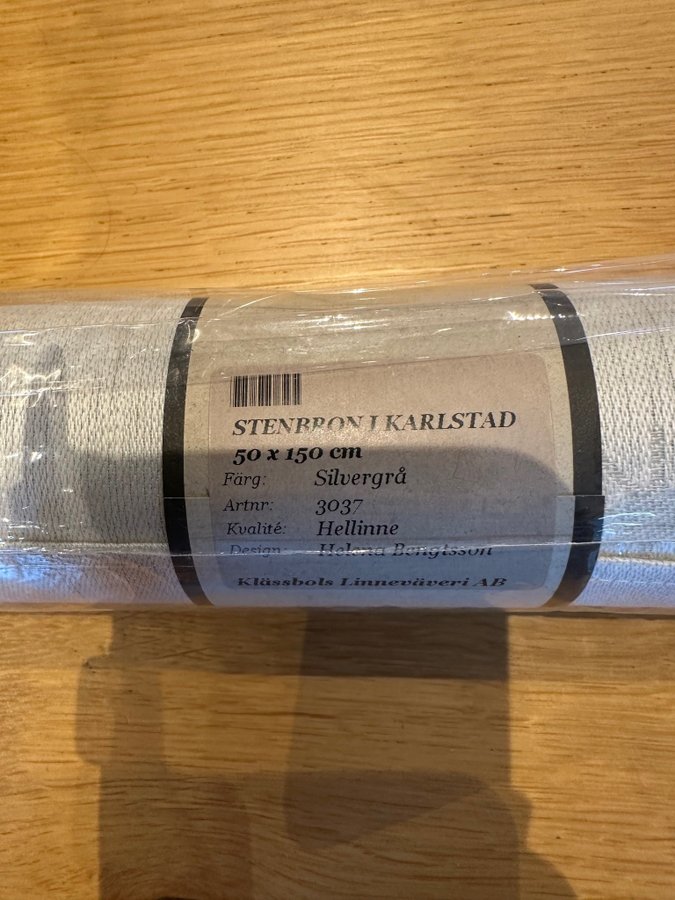 STENBRON I KARLSTAD
50 x 150 cm
Färg: Silvergrå
Artnr: 3037
Kvalité: Hellinne
Design: Helena Bengtsson
Klässbols Linneväveri AB